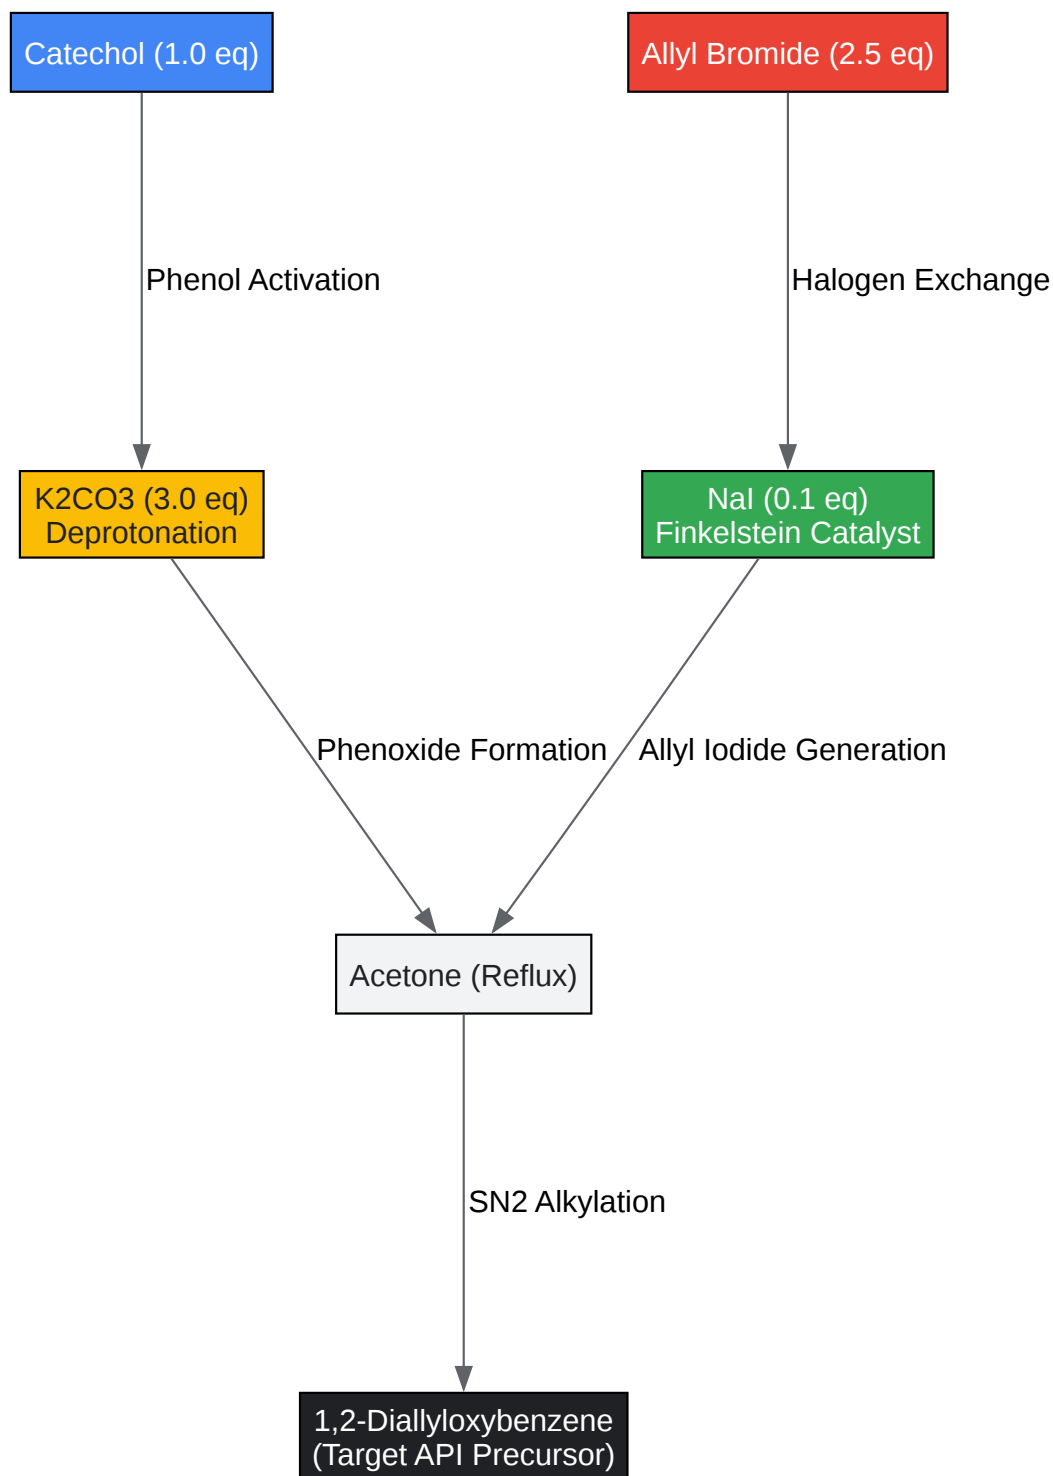 Catechol (1.0 eq)
Allyl Bromide (2.5 eq)
Phenol Activation
Halogen Exchange
K2CO3 (3.0 eq)
Deprotonation
NaI (0.1 eq)
Finkelstein Catalyst
Phenoxide Formation
Allyl Iodide Generation
Acetone (Reflux)
SN2 Alkylation
1,2-Diallyloxybenzene
(Target API Precursor)